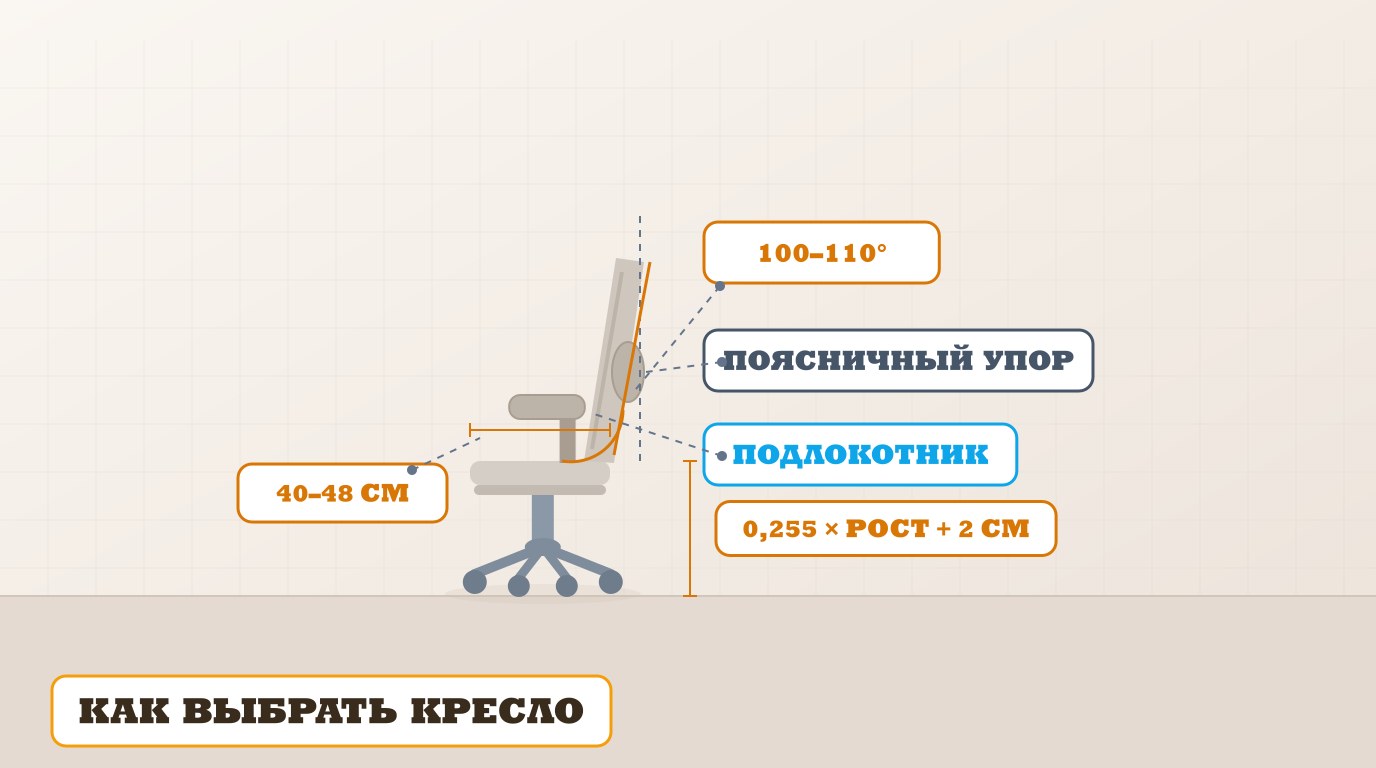 100–110°
ПОЯСНИЧНЫЙ УПОР
ПОДЛОКОТНИК
40–48 СМ
0,255 × РОСТ + 2 СМ
КАК ВЫБРАТЬ КРЕСЛО